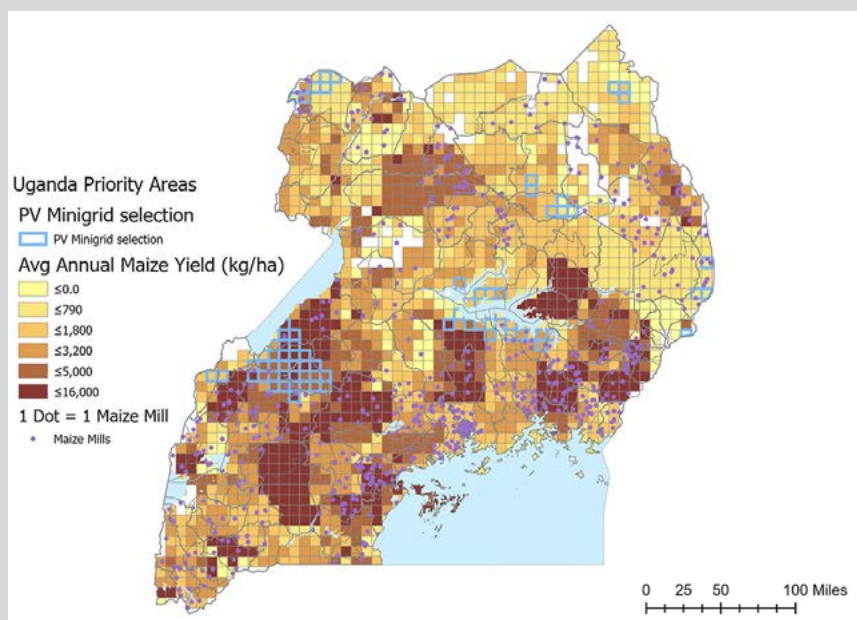 Uganda Priority Areas
PV Minigrid selection
PV Minigrid selection
Avg Annual Maize Yield (kg/ha)
≤0.0
≤790
≤1,800
≤3,200
≤5,000
≤16,000
1 Dot = 1 Maize Mill
Maize Mills
0 25 50 100 Miles